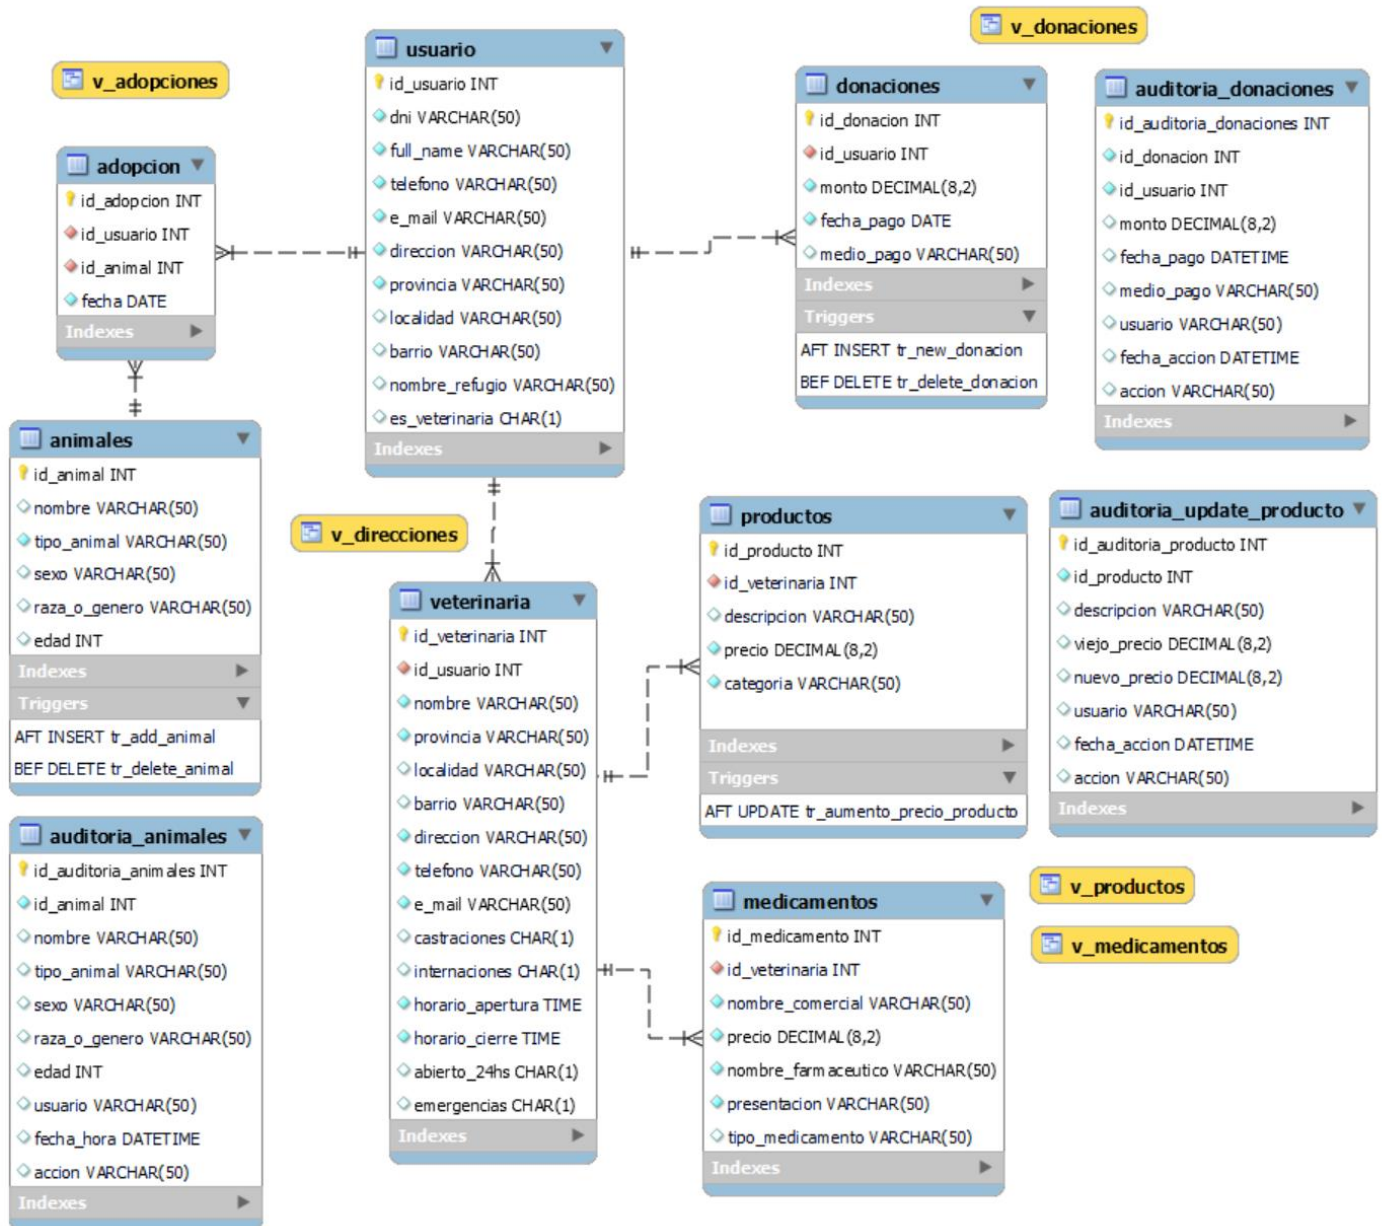 v_adopciones
adopcion
id_adopcion INT
id_usuario INT
id_animal INT
fecha DATE
Indexes
usuario
id_usuario INT
dni VARCHAR(50)
full_name VARCHAR(50)
telefono VARCHAR(50)
e_mail VARCHAR(50)
direccion VARCHAR(50)
provincia VARCHAR(50)
localidad VARCHAR(50)
barrio VARCHAR(50)
nombre_refugio VARCHAR(50)
es_veterinaria CHAR(1)
Indexes
v_donaciones
donaciones
id_donacion INT
id_usuario INT
monto DECIMAL(8,2)
fecha_pago DATE
medio_pago VARCHAR(50)
Indexes
Triggers
AFT INSERT tr_new_donacion
BEF DELETE tr_delete_donacion
auditoria_donaciones
id_auditoria_donaciones INT
id_donacion INT
id_usuario INT
monto DECIMAL(8,2)
fecha_pago DATETIME
medio_pago VARCHAR(50)
usuario VARCHAR(50)
fecha_accion DATETIME
accion VARCHAR(50)
Indexes
animales
id_animal INT
nombre VARCHAR(50)
tipo_animal VARCHAR(50)
sexo VARCHAR(50)
raza_o_genero VARCHAR(50)
edad INT
Indexes
Triggers
AFT INSERT tr_add_animal
BEF DELETE tr_delete_animal
v_direcciones
veterinaria
id_veterinaria INT
id_usuario INT
nombre VARCHAR(50)
provincia VARCHAR(50)
localidad VARCHAR(50)
barrio VARCHAR(50)
direccion VARCHAR(50)
telefono VARCHAR(50)
e_mail VARCHAR(50)
castraciones CHAR(1)
internaciones CHAR(1)
horario_apertura TIME
horario_cierre TIME
abierto_24hs CHAR(1)
emergencias CHAR(1)
Indexes
productos
id_producto INT
id_veterinaria INT
descripcion VARCHAR(50)
precio DECIMAL(8,2)
categoria VARCHAR(50)
Indexes
Triggers
AFT UPDATE tr_aumento_precio_producto
auditoria_update_producto
id_auditoria_producto INT
id_producto INT
descripcion VARCHAR(50)
viejo_precio DECIMAL(8,2)
nuevo_precio DECIMAL(8,2)
usuario VARCHAR(50)
fecha_accion DATETIME
accion VARCHAR(50)
Indexes
auditoria_animales
id_auditoria_animales INT
id_animal INT
nombre VARCHAR(50)
tipo_animal VARCHAR(50)
sexo VARCHAR(50)
raza_o_genero VARCHAR(50)
edad INT
usuario VARCHAR(50)
fecha_hora DATETIME
accion VARCHAR(50)
Indexes
medicamentos
id_medicamento INT
id_veterinaria INT
nombre_comercial VARCHAR(50)
precio DECIMAL(8,2)
nombre_farmaceutico VARCHAR(50)
presentacion VARCHAR(50)
tipo_medicamento VARCHAR(50)
Indexes
v_productos
v_medicamentos